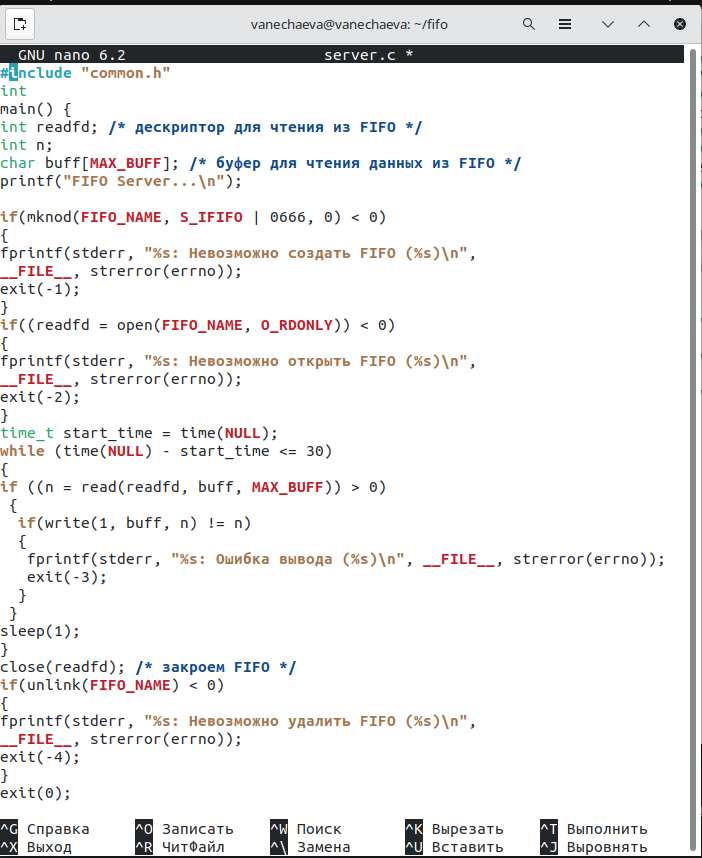 vanechaeva@vanechaeva: ~/fifo
GNU nano 6.2 server.c *
#include "common.h"
int
main() {
int readfd; /* дескриптор для чтения из FIFO */
int n;
char buff[MAX_BUFF]; /* буфер для чтения данных из FIFO */
printf("FIFO Server...\n");

if(mknod(FIFO_NAME, S_IFIFO | 0666, 0) < 0)
{
fprintf(stderr, "%s: Невозможно создать FIFO (%s)\n",
__FILE__, strerror(errno));
exit(-1);
}
if((readfd = open(FIFO_NAME, O_RDONLY)) < 0)
{
fprintf(stderr, "%s: Невозможно открыть FIFO (%s)\n",
__FILE__, strerror(errno));
exit(-2);
}
time_t start_time = time(NULL);
while (time(NULL) - start_time <= 30)
{
if ((n = read(readfd, buff, MAX_BUFF)) > 0)
 {
  if(write(1, buff, n) != n)
  {
   fprintf(stderr, "%s: Ошибка вывода (%s)\n", __FILE__, strerror(errno));
   exit(-3);
  }
 }
sleep(1);
}
close(readfd); /* закроем FIFO */
if(unlink(FIFO_NAME) < 0)
{
fprintf(stderr, "%s: Невозможно удалить FIFO (%s)\n",
__FILE__, strerror(errno));
exit(-4);
}
exit(0);
^G Справка ^O Записать ^W Поиск ^K Вырезать ^T Выполнить
^X Выход ^R ЧитФайл ^\ Замена ^U Вставить ^J Выровнять